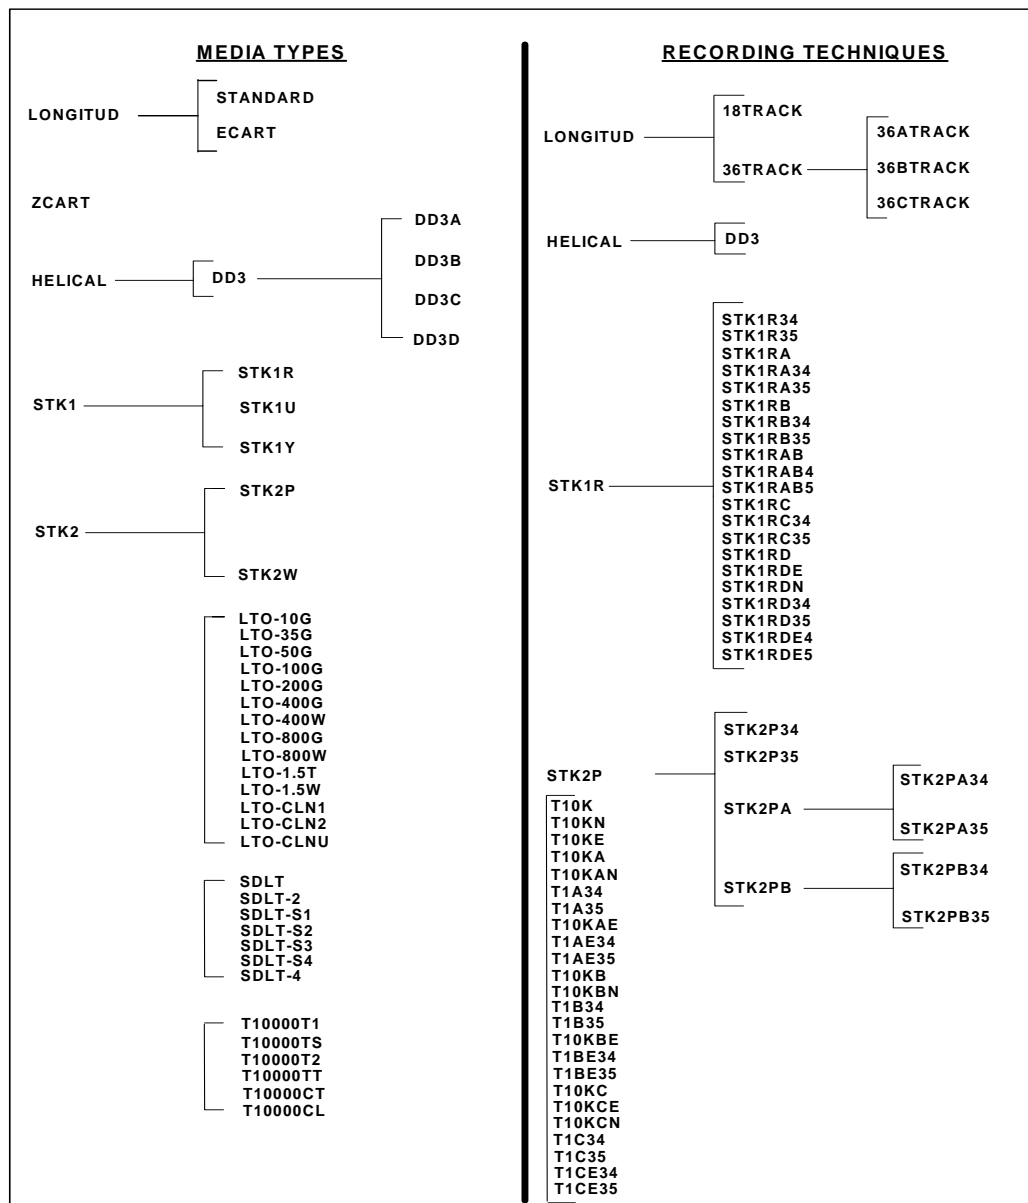 MEDIA TYPES
LONGITUD
STANDARD
ECART
ZCART
HELICAL
DD3
DD3A
DD3B
DD3C
DD3D
STK1
STK1R
STK1U
STK1Y
STK2
STK2P
STK2W
LTO-10G
LTO-35G
LTO-50G
LTO-100G
LTO-200G
LTO-400G
LTO-400W
LTO-800G
LTO-800W
LTO-1.5T
LTO-1.5W
LTO-CLN1
LTO-CLN2
LTO-CLNU
SDLT
SDLT-2
SDLT-S1
SDLT-S2
SDLT-S3
SDLT-S4
SDLT-4
T10000T1
T10000TS
T10000T2
T10000TT
T10000CT
T10000CL
RECORDING TECHNIQUES
LONGITUD
18TRACK
36TRACK
36ATRACK
36BTRACK
36CTRACK
HELICAL
DD3
STK1R
STK1R34
STK1R35
STK1RA
STK1RA34
STK1RA35
STK1RB
STK1RB34
STK1RB35
STK1RAB
STK1RAB4
STK1RAB5
STK1RC
STK1RC34
STK1RC35
STK1RD
STK1RDE
STK1RDN
STK1RD34
STK1RD35
STK1RDE4
STK1RDE5
STK2P
STK2P34
STK2P35
STK2PA
STK2PA34
STK2PA35
STK2PB
STK2PB34
STK2PB35
T10K
T10KN
T10KE
T10KA
T10KAN
T1A34
T1A35
T10KAE
T1AE34
T1AE35
T10KB
T10KBN
T1B34
T1B35
T10KBE
T1BE34
T1BE35
T10KC
T10KCE
T10KCN
T1C34
T1C35
T1CE34
T1CE35